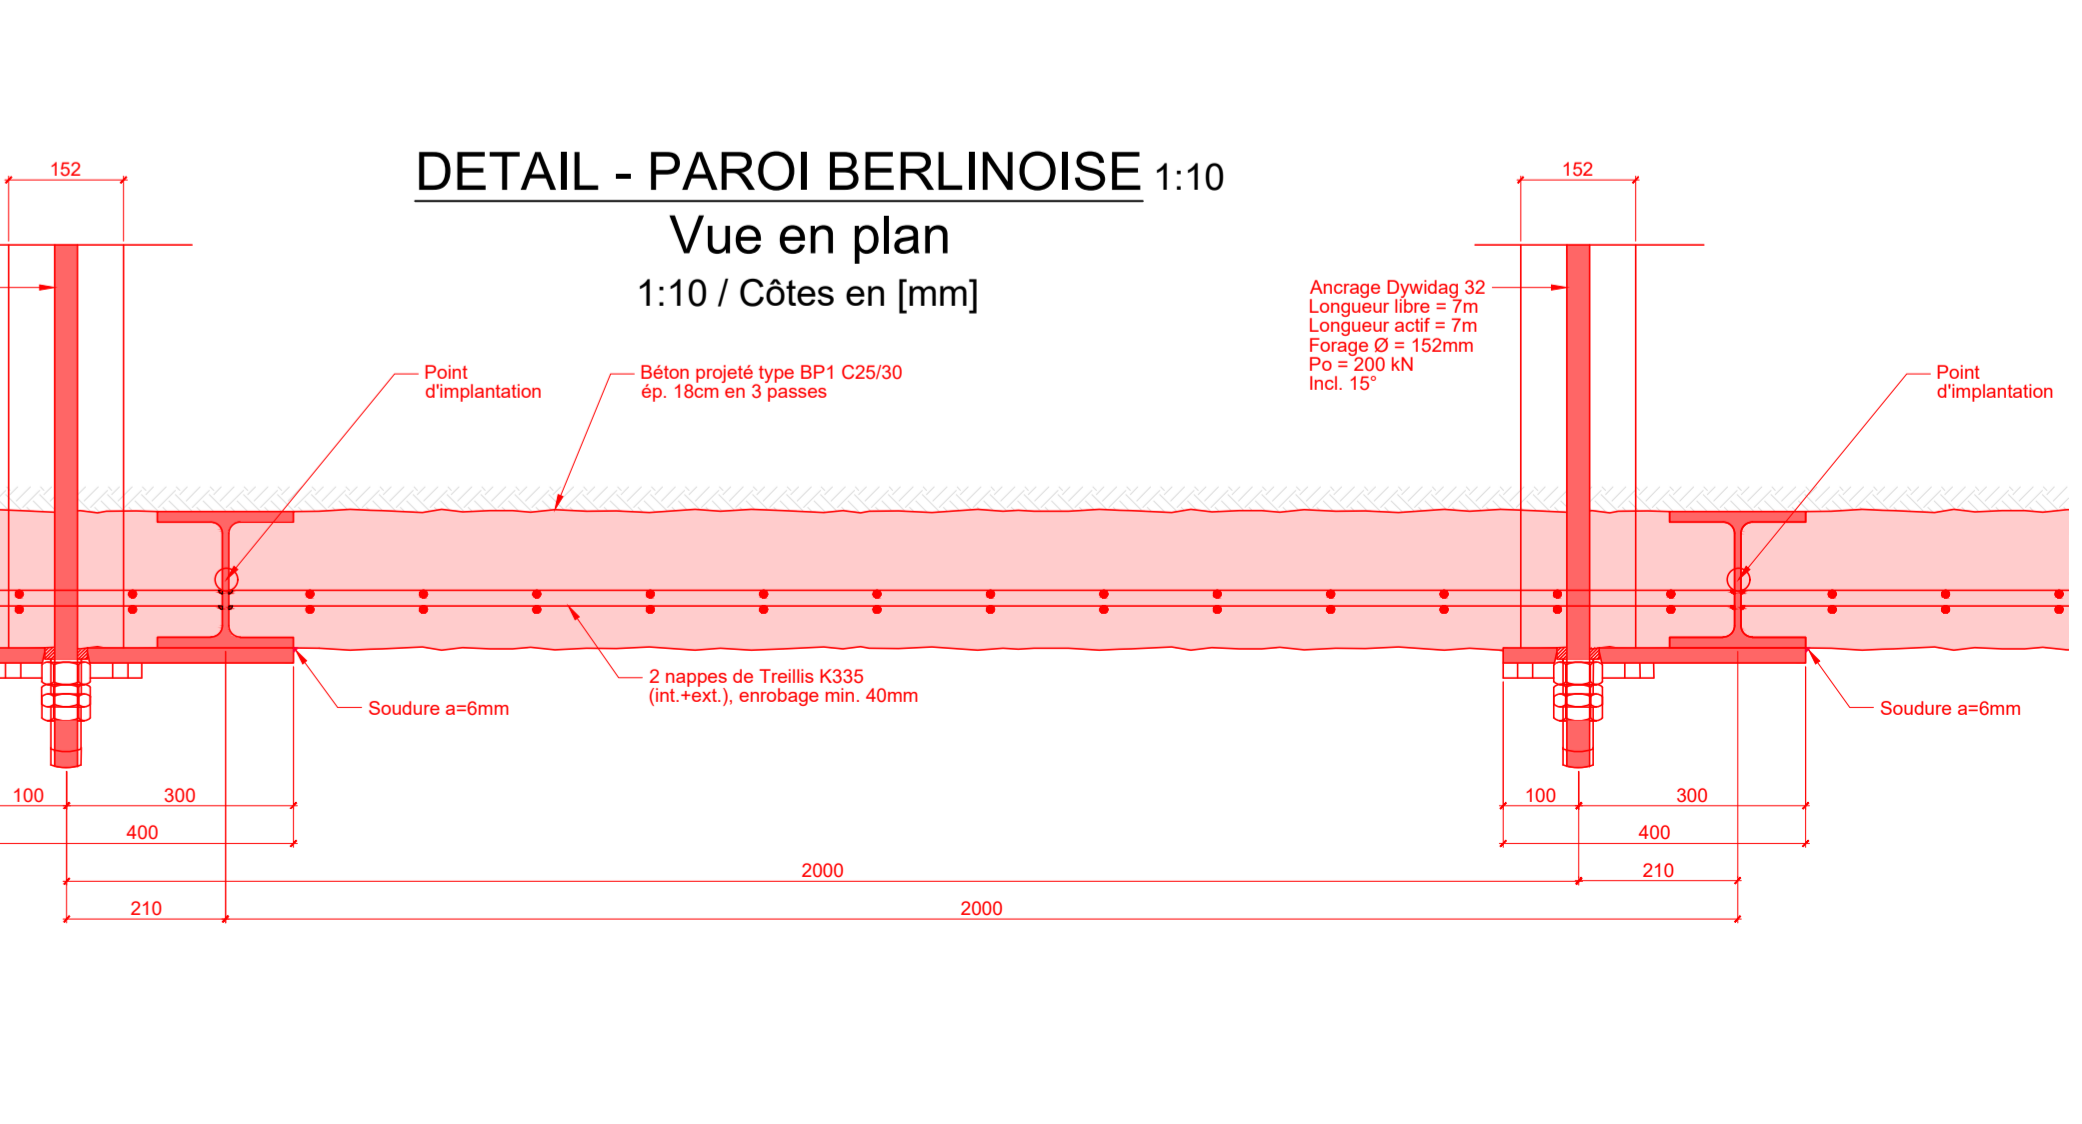 DETAIL - PAROI BERLINOISE 1:10
Vue en plan
1:10 / Côtes en [mm]
152
152
Ancrage Dywidag 32
Longueur libre = 7m
Longueur actif = 7m
Forage Ø = 152mm
Po = 200 kN
Incl. 15°
Point
d'implantation
Béton projeté type BP1 C25/30
ép. 18cm en 3 passes
Point
d'implantation
2 nappes de Treillis K335
(int.+ext.), enrobage min. 40mm
Soudure a=6mm
Soudure a=6mm
100
300
100
300
400
400
2000
210
210
2000